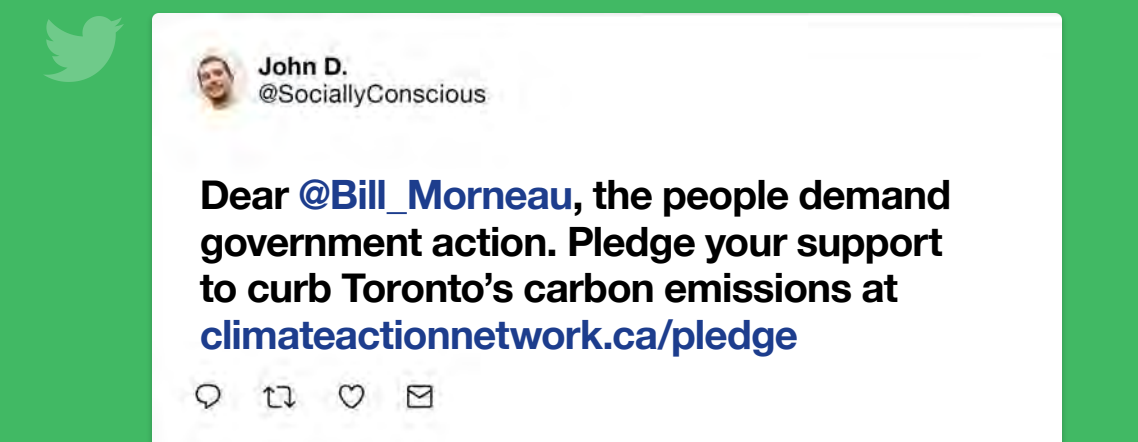 John D.
@SociallyConscious
Dear @Bill_Morneau, the people demand
government action. Pledge your support
to curb Toronto’s carbon emissions at
climateactionnetwork.ca/pledge